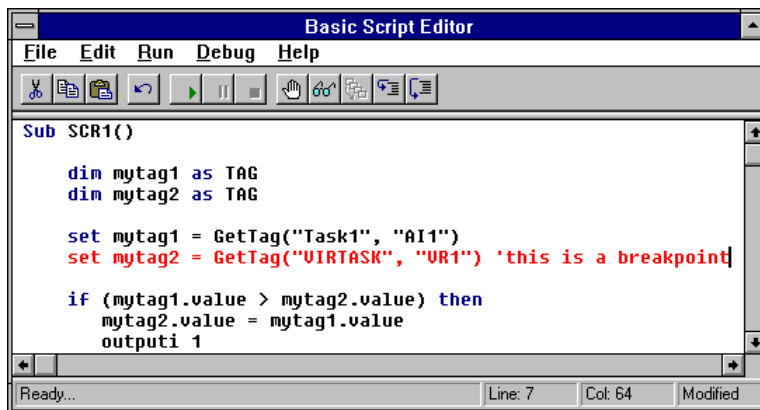 Basic Script Editor
File Edit Run Debug Help
Sub SCR1()
dim mytag1 as TAG
dim mytag2 as TAG
set mytag1 = GetTag("Task1", "AI1")
set mytag2 = GetTag("VIRTASK", "VR1") 'this is a breakpoint
if (mytag1.value > mytag2.value) then
mytag2.value = mytag1.value
outputi 1
Ready... Line: 7 Col: 64 Modified